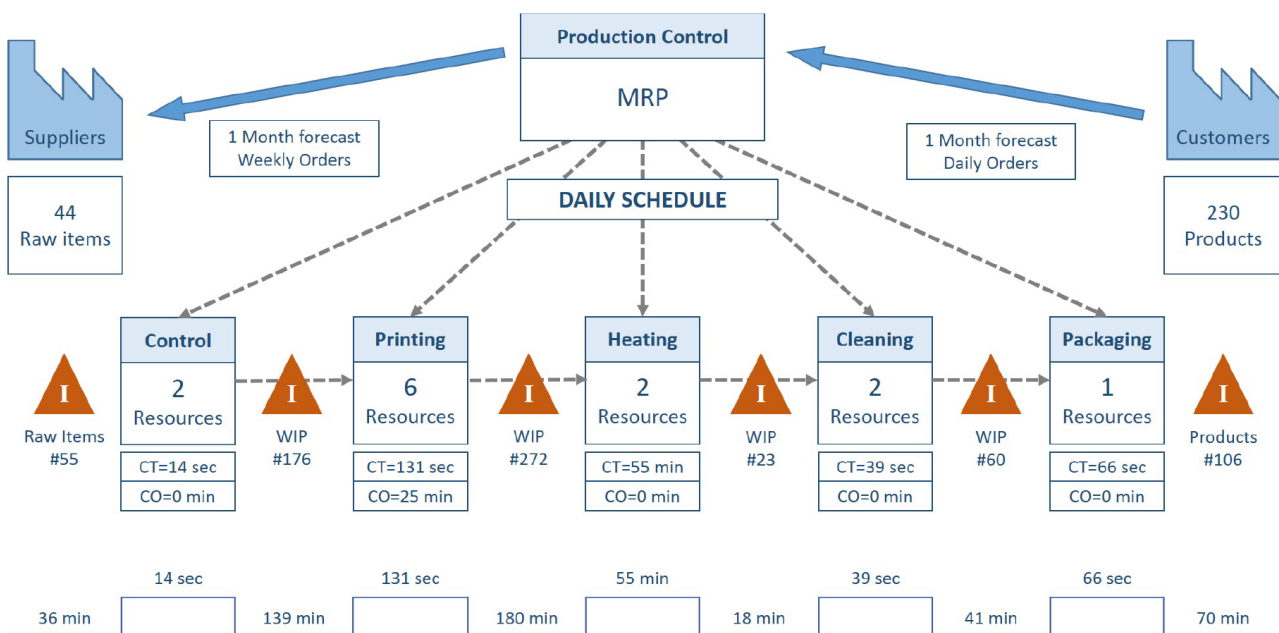 Production Control
MRP
Suppliers
1 Month forecast
Weekly Orders
1 Month forecast
Daily Orders
Customers
44
Raw items
DAILY SCHEDULE
230
Products
Control
Printing
Heating
Cleaning
Packaging
I
2
Resources
I
6
Resources
I
2
Resources
I
2
Resources
I
1
Resources
I
Raw Items
#55
WIP
#176
WIP
#272
WIP
#23
WIP
#60
Products
#106
CT=14 sec
CO=0 min
CT=131 sec
CO=25 min
CT=55 min
CO=0 min
CT=39 sec
CO=0 min
CT=66 sec
CO=0 min
14 sec
131 sec
55 min
39 sec
66 sec
36 min
139 min
180 min
18 min
41 min
70 min